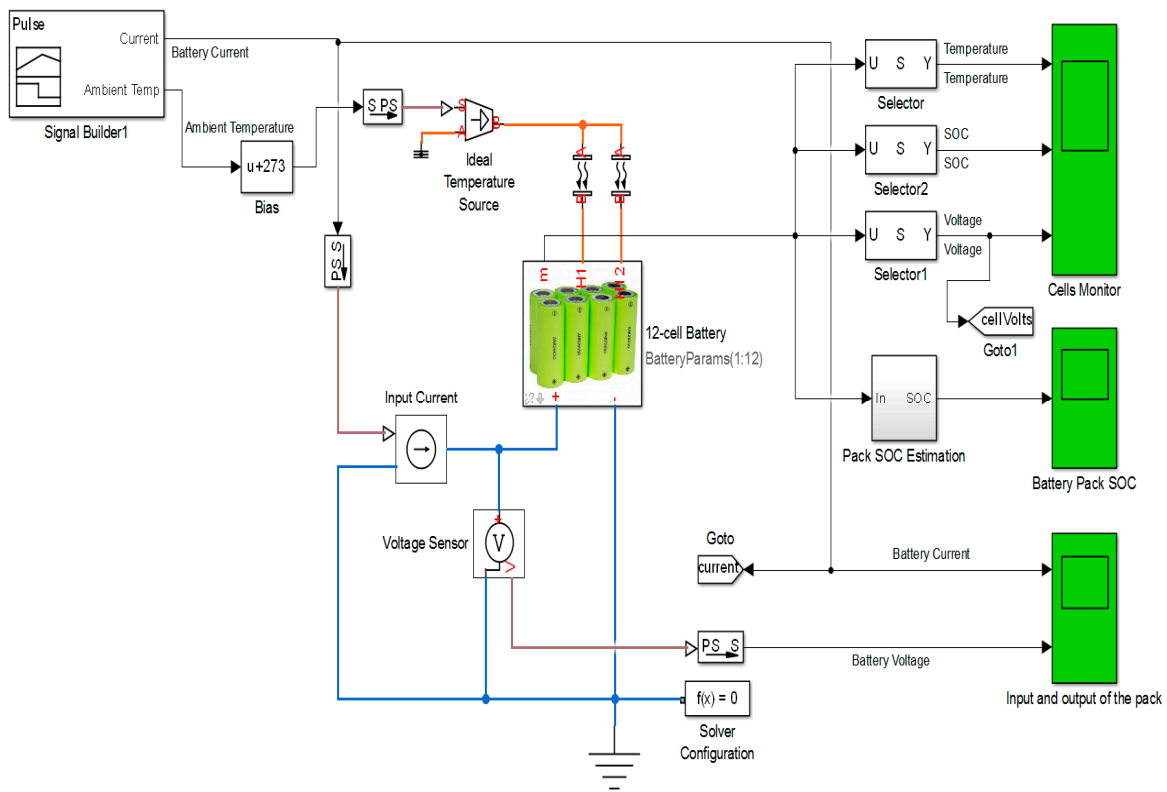 Pulse
Current
Ambient Temp
Signal Builder1
Battery Current
Ambient Temperature
u+273
Bias
S PS
S
A
B
Ideal
Temperature
Source
A
A
B
B
PS S
m
H1
H2
+
-
12-cell Battery
BatteryParams(1:12)
Input Current
Voltage Sensor
+
V
-
V
U S Y
Selector
Temperature
Temperature
U S Y
Selector2
SOC
SOC
U S Y
Selector1
Voltage
Voltage
Cells Monitor
cellVolts
Goto1
In SOC
Pack SOC Estimation
Battery Pack SOC
Goto
current
Battery Current
PS S
Battery Voltage
Input and output of the pack
f(x) = 0
Solver
Configuration